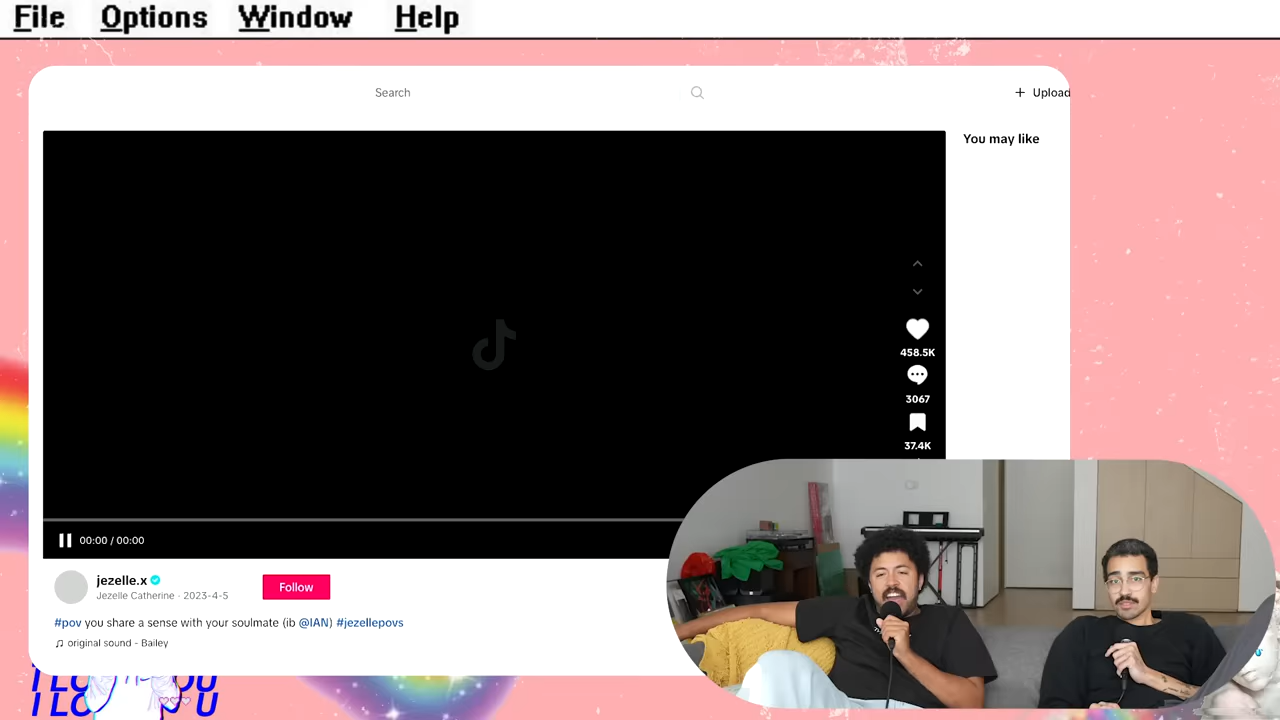 File Options Window Help
Search
+ Upload
You may like
458.5K
3067
37.4K
00:00 / 00:00
jezelle.x
Jezelle Catherine · 2023-4-5
Follow
#pov you share a sense with your soulmate (ib @IAN) #jezellepovs
original sound - Bailey